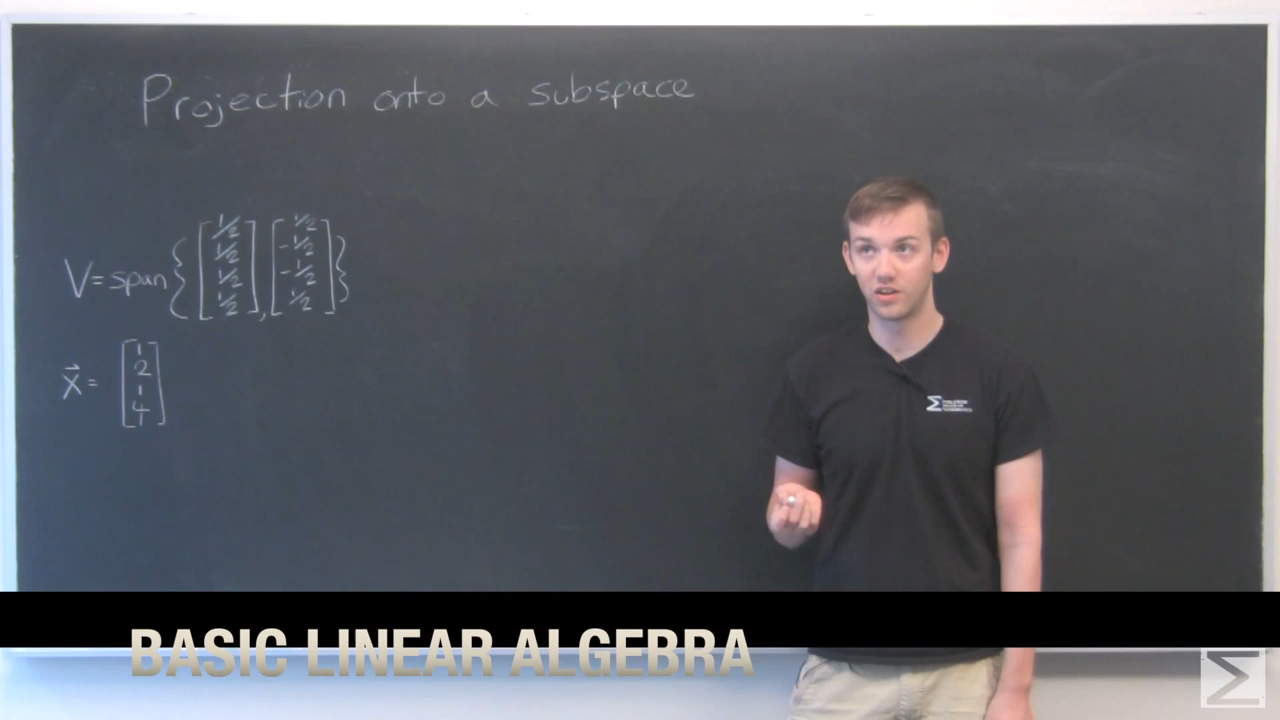 Projection onto a subspace
V=span{[1/2 1/2 1/2 1/2], [1/2 -1/2 -1/2 1/2]}
x⃗ = [1 2 1 4]
BASIC LINEAR ALGEBRA
Σ